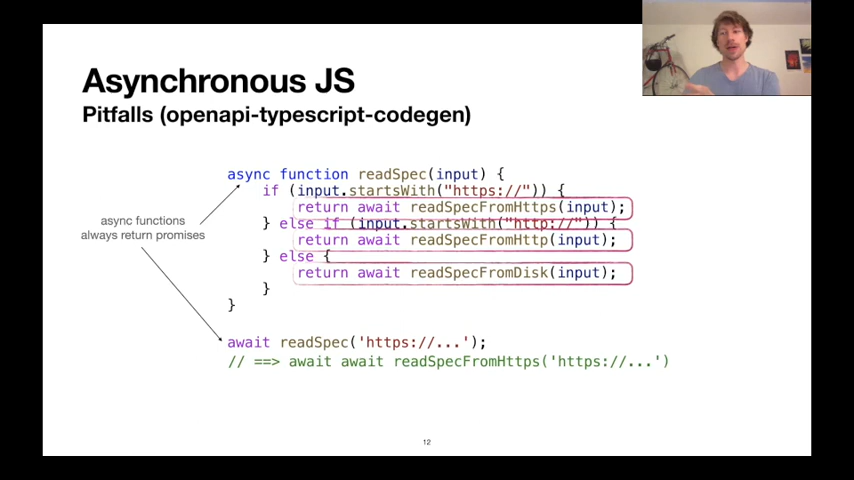 Asynchronous JS
Pitfalls (openapi-typescript-codegen)
async function readSpec(input) {
if (input.startsWith("https://")) {
return await readSpecFromHttps(input);
} else if (input.startsWith("http://")) {
return await readSpecFromHttp(input);
} else {
return await readSpecFromDisk(input);
}
}
async functions
always return promises
await readSpec('https://...');
// ==> await await readSpecFromHttps('https://...')
12